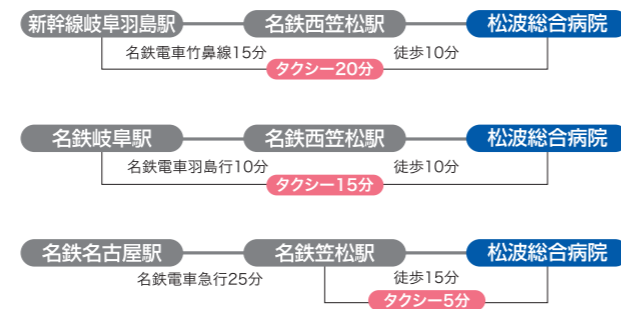 新幹線岐阜羽島駅 名鉄西笠松駅 松波総合病院
名鉄電車竹鼻線15分 徒歩10分
タクシー20分
名鉄岐阜駅 名鉄西笠松駅 松波総合病院
名鉄電車羽島行10分 徒歩10分
タクシー15分
名鉄名古屋駅 名鉄笠松駅 松波総合病院
名鉄電車急行25分 徒歩15分
タクシー5分